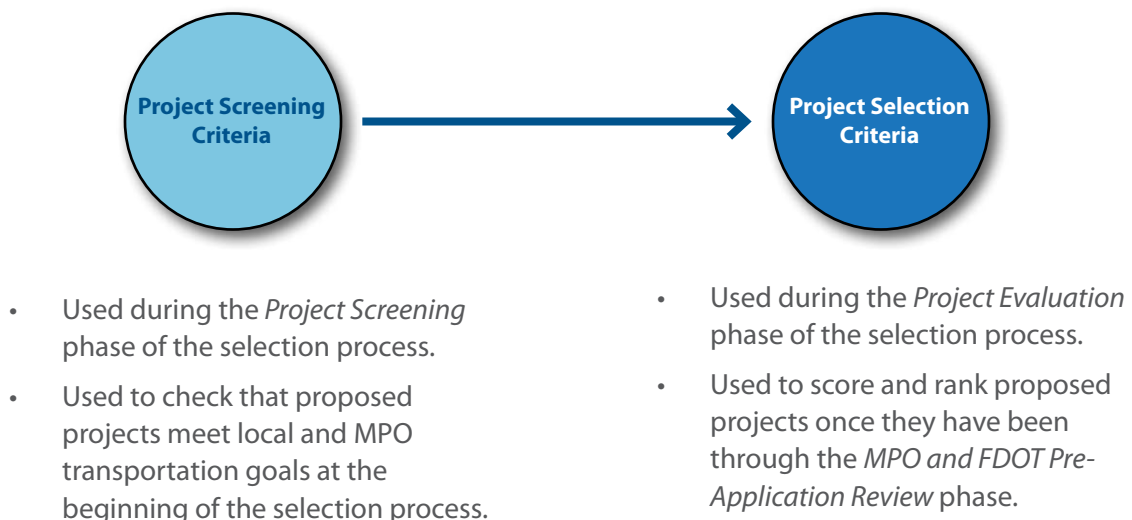 Project Screening
Criteria
Project Selection
Criteria
• Used during the Project Screening
phase of the selection process.
• Used to check that proposed
projects meet local and MPO
transportation goals at the
beginning of the selection process.
• Used during the Project Evaluation
phase of the selection process.
• Used to score and rank proposed
projects once they have been
through the MPO and FDOT Pre-
Application Review phase.